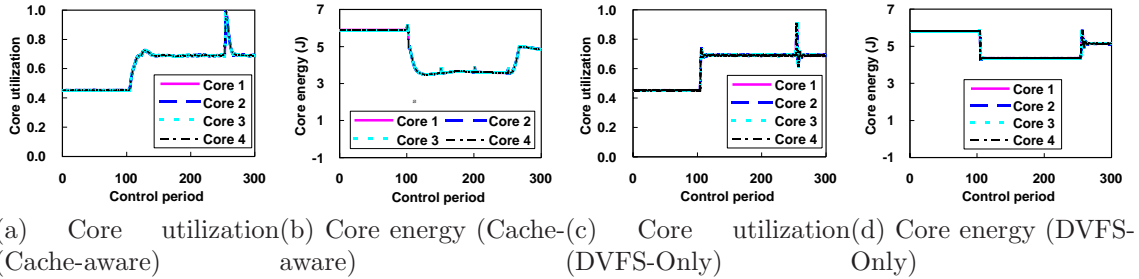 1.0
0.8
0.6
0.4
0.2
0.0
Core utilization
Core 1
Core 2
Core 3
Core 4
0 100 200 300
Control period
7
5
3
1
-1
Core energy (J)
Core 1 Core 2
Core 3 Core 4
0 100 200 300
Control period
1.0
0.8
0.6
0.4
0.2
0.0
Core utilization
Core 1
Core 2
Core 3
Core 4
0 100 200 300
Control period
7
5
3
1
-1
Core energy (J)
Core 1
Core 2
Core 3
Core 4
0 100 200 300
Control period
(a) Core utilization
(Cache-aware)
(b) Core energy (Cache-
aware)
(c) Core utilization
(DVFS-Only)
(d) Core energy (DVFS-
Only)